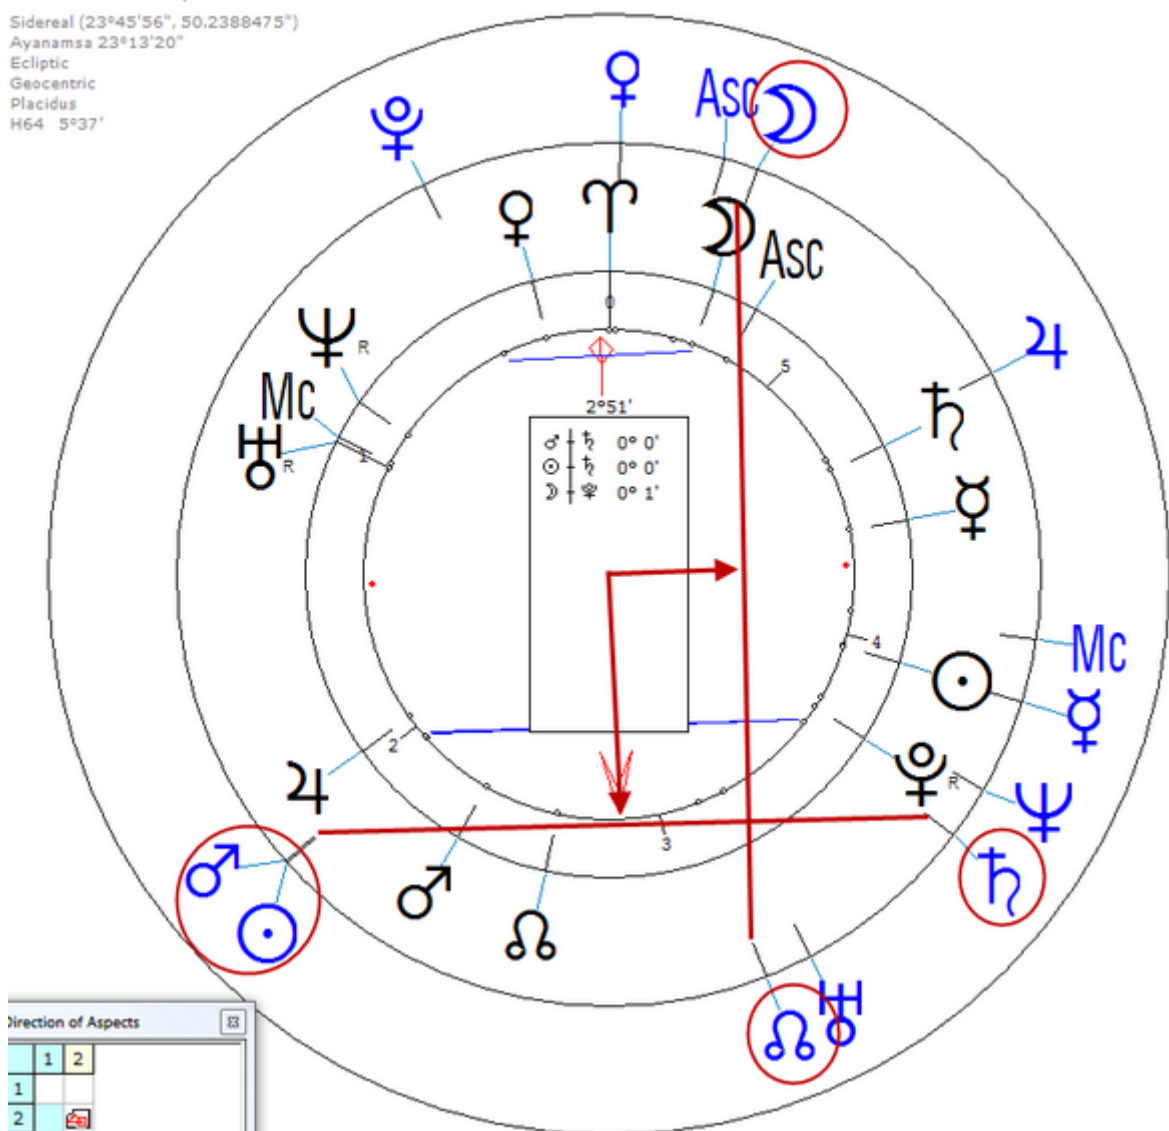 Sidereal (23°45'56", 50.2388475")
Ayanamsa 23°13'20"
Ecliptic
Geocentric
Placidus
H64 5°37'
Asc
Asc
0
R
Mc
5
1
R
2°51'
♂ ♄ 0° 0'
☉ ♄ 0° 0'
☽ ♇ 0° 1'
4
Mc
2
R
3
Direction of Aspects
1 2
1
2